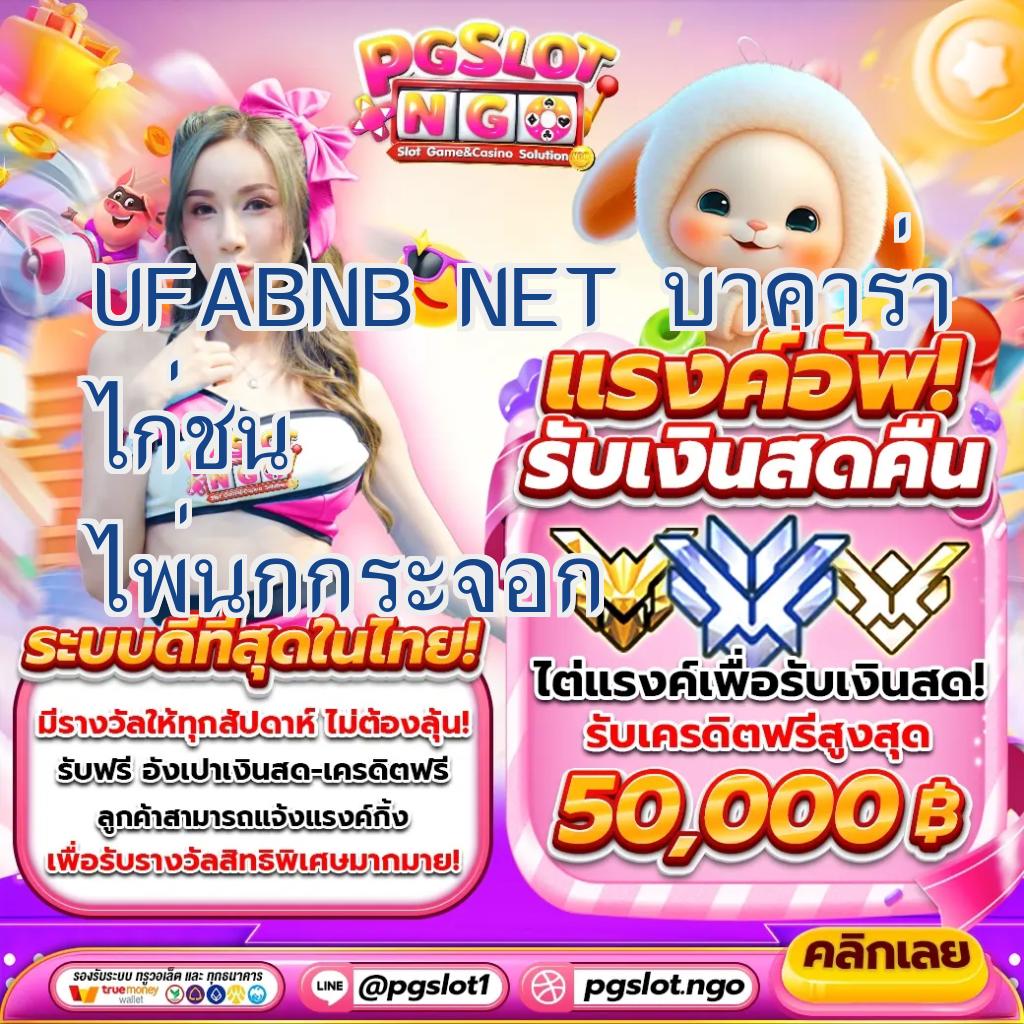 PGSLOT
NGO
Slot Game&Casino Solution
UFABNB NET บาคาร่า
ไก่ชน
ไพ่นกกระจอก
แรงค์อัพ!
รับเงินสดคืน
ระบบดีที่สุดในไทย!
มีรางวัลให้ทุกสัปดาห์ ไม่ต้องลุ้น!
รับฟรี อังเปาเงินสด-เครดิตฟรี
ลูกค้าสามารถแจ้งแรงค์กิ้ง
เพื่อรับรางวัลสิทธิพิเศษมากมาย!
ไต่แรงค์เพื่อรับเงินสด!
รับเครดิตฟรีสูงสุด
50,000 ฿
คลิกเลย
รองรับระบบ ทรูวอเล็ต และ ทุกธนาคาร
truemoney
wallet
LINE @pgslot1
pgslot.ngo